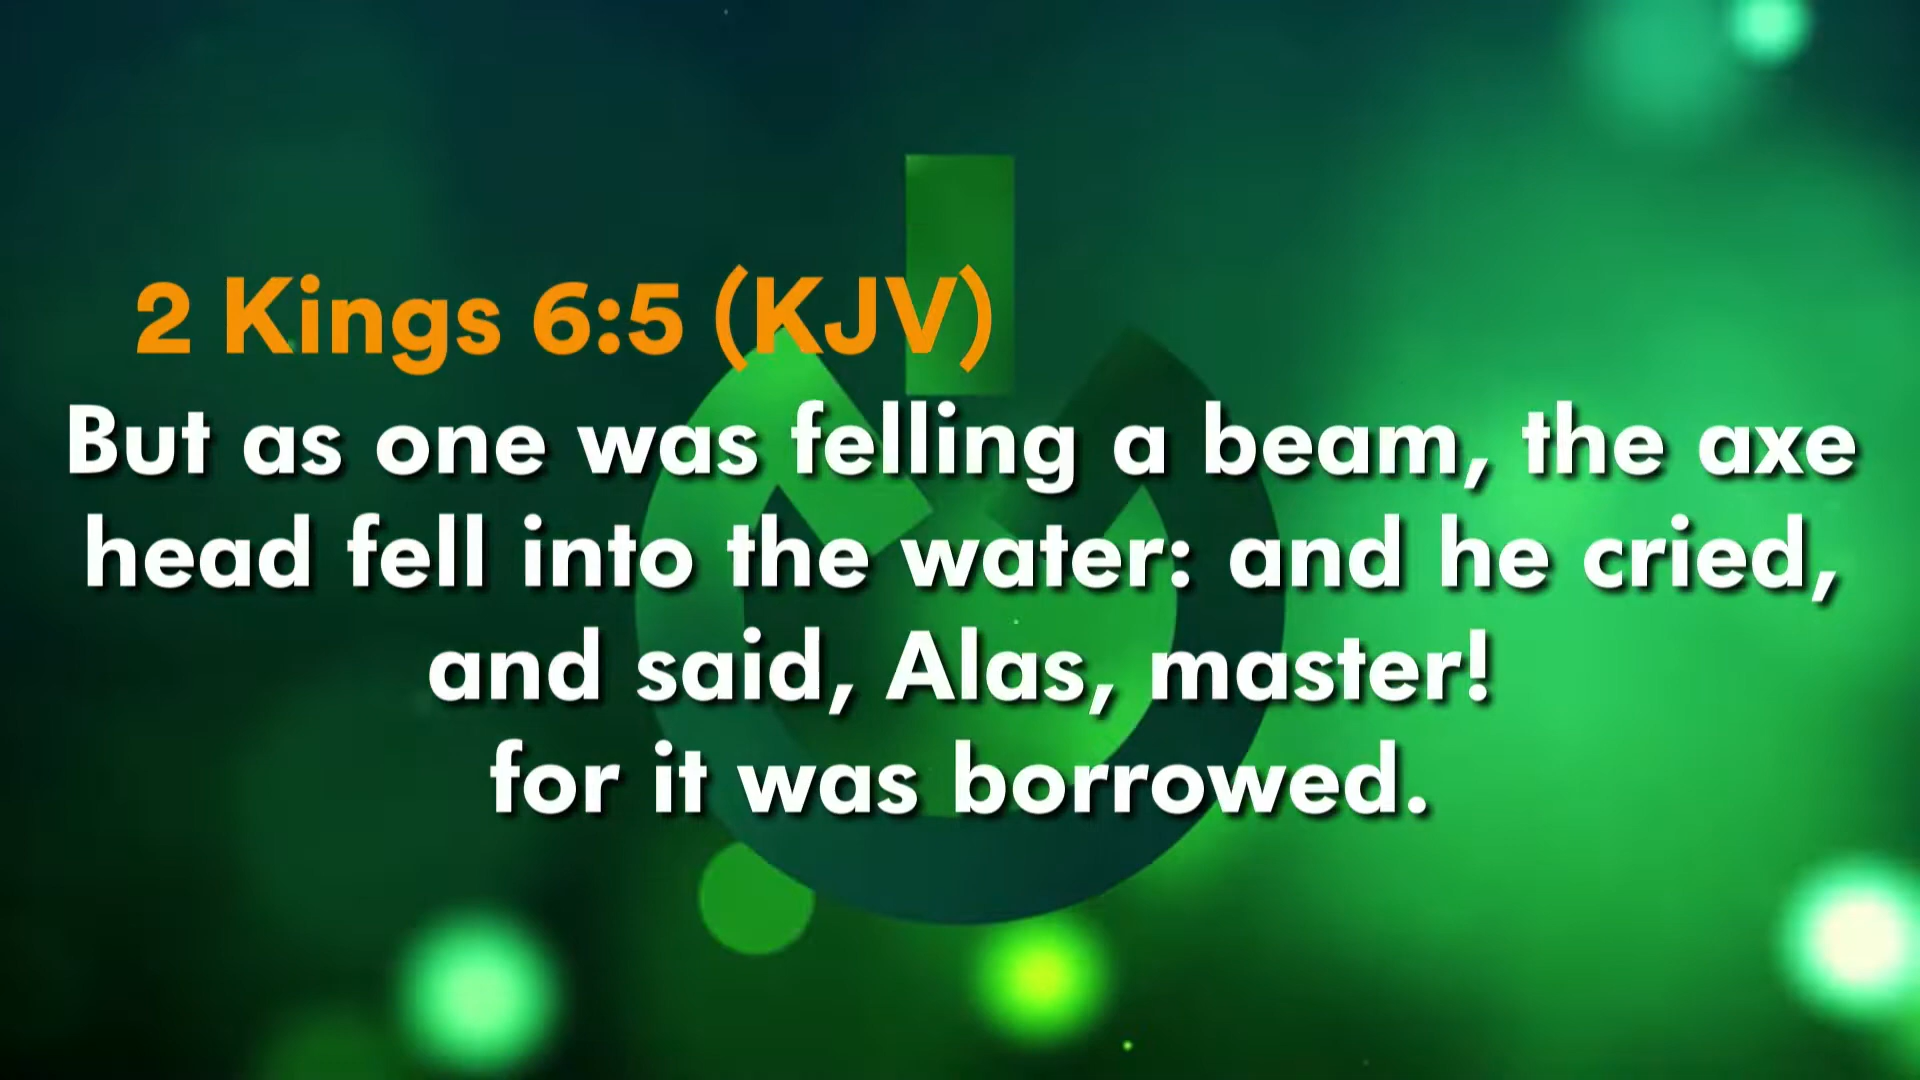 2 Kings 6:5 (KJV)
But as one was felling a beam, the axe
head fell into the water: and he cried,
and said, Alas, master!
for it was borrowed.